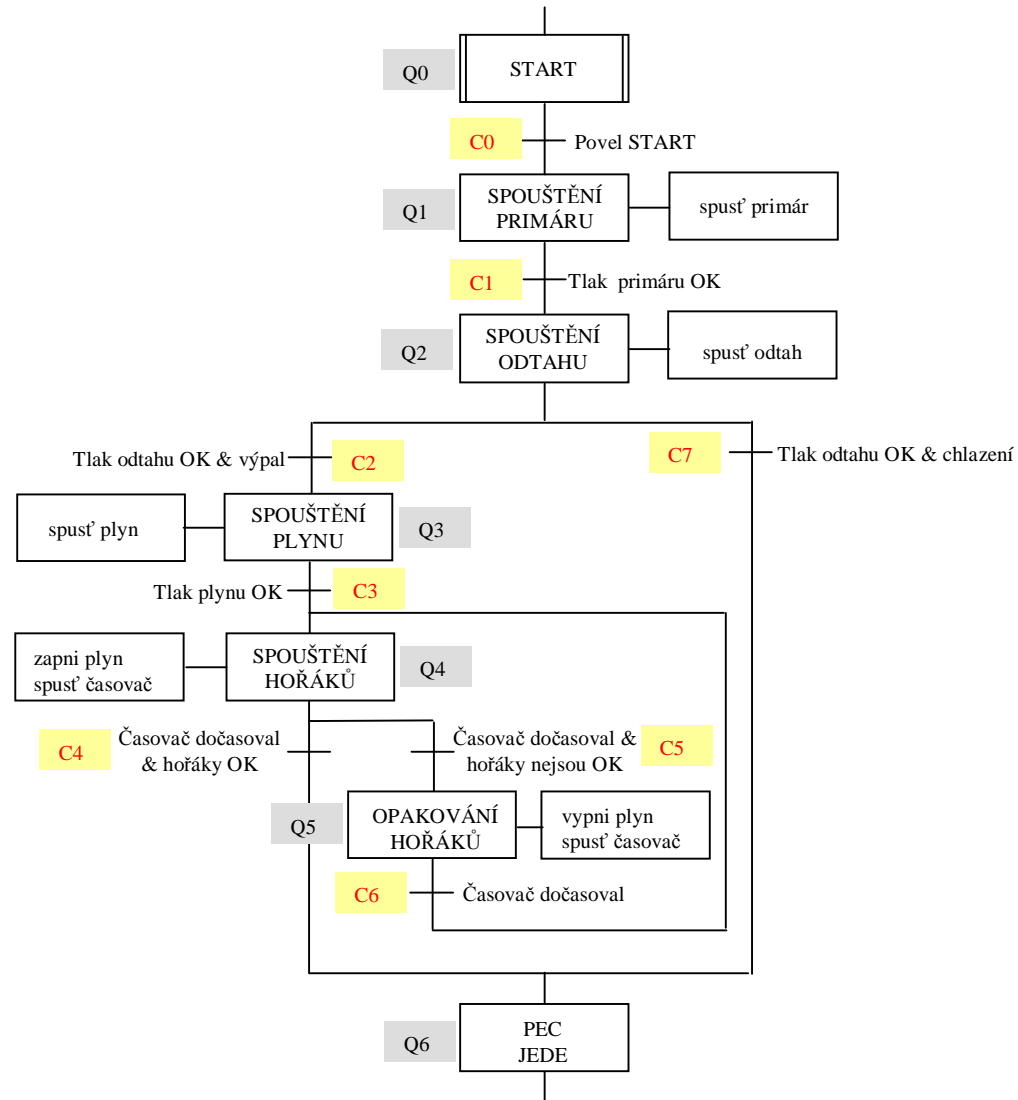 Q0
START
C0
Povel START
Q1
SPOUŠTĚNÍ
PRIMÁRU
spusť primár
C1
Tlak primáru OK
Q2
SPOUŠTĚNÍ
ODTAHU
spusť odtah
Tlak odtahu OK & výpal
C2
C7
Tlak odtahu OK & chlazení
spusť plyn
SPOUŠTĚNÍ
PLYNU
Q3
Tlak plynu OK
C3
zapni plyn
spusť časovač
SPOUŠTĚNÍ
HOŘÁKŮ
Q4
C4
Časovač dočasoval
& hořáky OK
Časovač dočasoval &
hořáky nejsou OK
C5
Q5
OPAKOVÁNÍ
HOŘÁKŮ
vypni plyn
spusť časovač
C6
Časovač dočasoval
Q6
PEC
JEDE